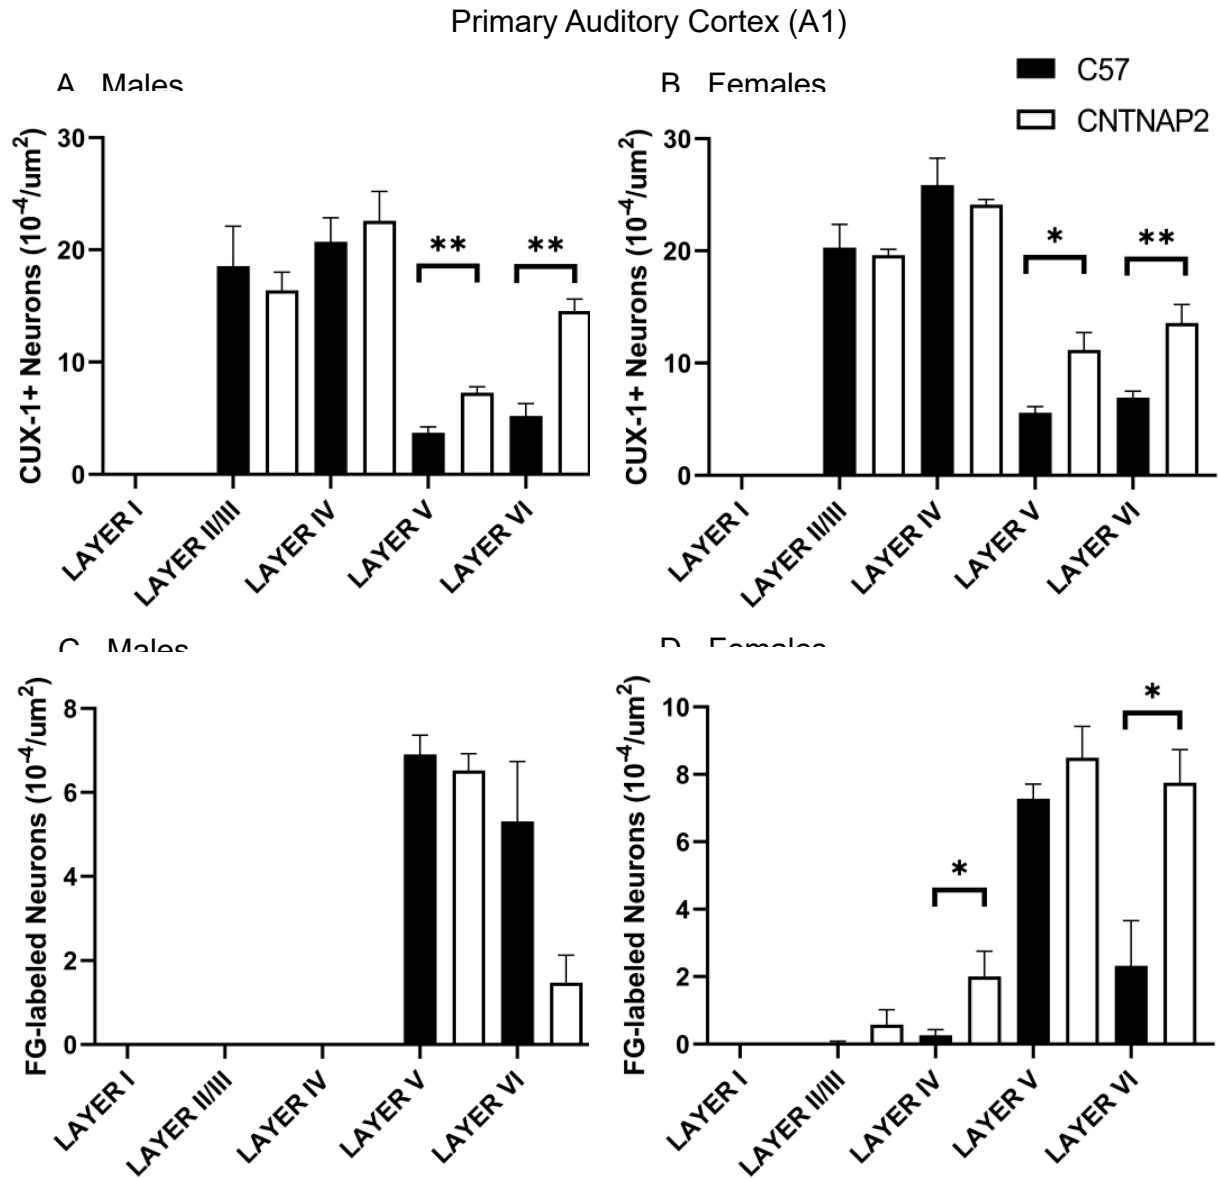 Primary Auditory Cortex (A1)
C57
CNTNAP2
A Males
CUX-1+ Neurons (10-4/um2)
30
20
10
0
**
**
LAYER I
LAYER II/III
LAYER IV
LAYER V
LAYER VI
B Females
CUX-1+ Neurons (10-4/um2)
30
20
10
0
*
**
LAYER I
LAYER II/III
LAYER IV
LAYER V
LAYER VI
C Males
FG-labeled Neurons (10-4/um2)
8
6
4
2
0
LAYER I
LAYER II/III
LAYER IV
LAYER V
LAYER VI
D Females
FG-labeled Neurons (10-4/um2)
10
8
6
4
2
0
*
*
LAYER I
LAYER II/III
LAYER IV
LAYER V
LAYER VI